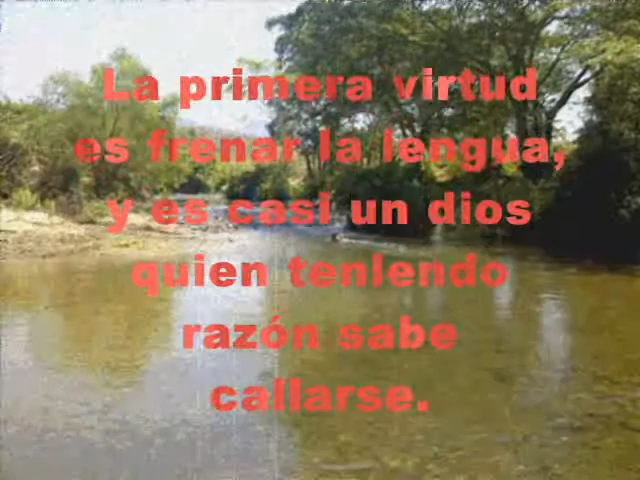 La primera virtud
es frenar la lengua,
y es casi un dios
quien teniendo
razón sabe
callarse.